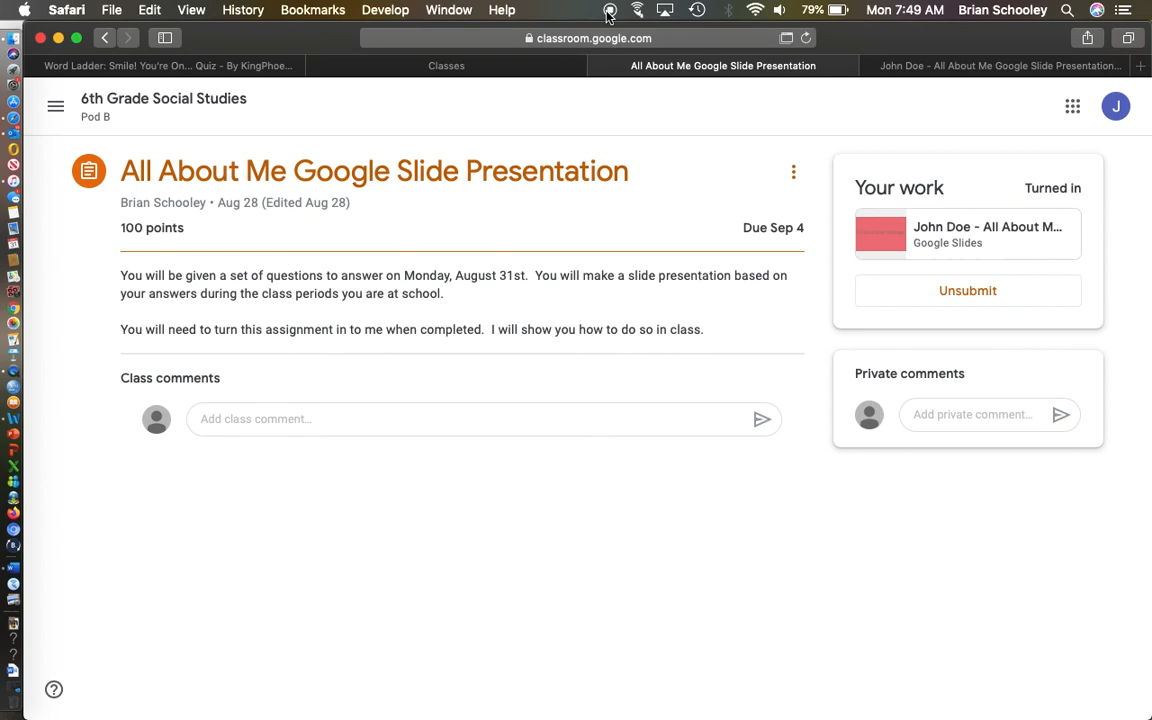 Safari File Edit View History Bookmarks Develop Window Help 79% Mon 7:49 AM Brian Schooley
classroom.google.com
Word Ladder: Smile! You're On... Quiz - By KingPhoe...
Classes
All About Me Google Slide Presentation
John Doe - All About Me Google Slide Presentation...
6th Grade Social Studies
Pod B
J
All About Me Google Slide Presentation
Brian Schooley • Aug 28 (Edited Aug 28)
100 points
Due Sep 4
You will be given a set of questions to answer on Monday, August 31st. You will make a slide presentation based on
your answers during the class periods you are at school.
You will need to turn this assignment in to me when completed. I will show you how to do so in class.
Class comments
Add class comment...
Your work
Turned in
John Doe - All About M...
Google Slides
Unsubmit
Private comments
Add private comment...